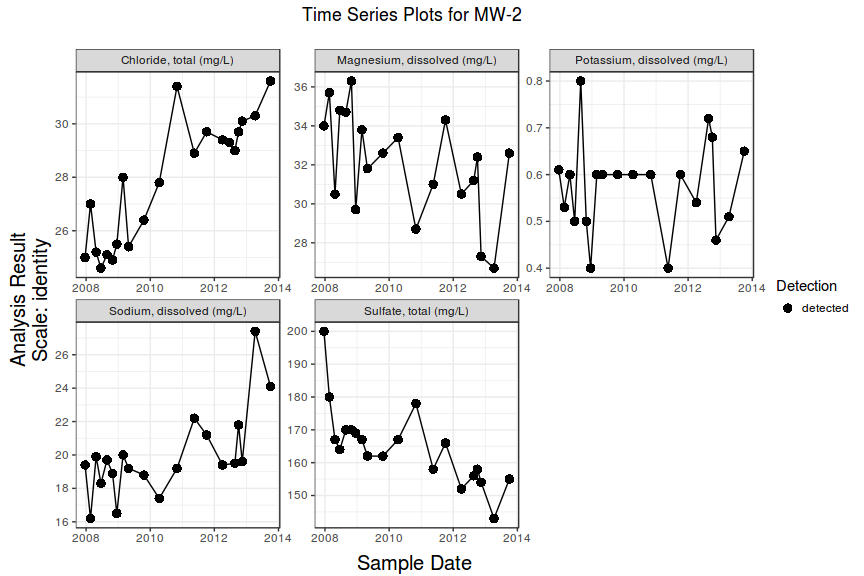 Time Series Plots for MW-2
Chloride, total (mg/L)
Magnesium, dissolved (mg/L)
Potassium, dissolved (mg/L)
30
28
26
36
34
32
30
28
0.8
0.7
0.6
0.5
0.4
2008 2010 2012 2014
2008 2010 2012 2014
2008 2010 2012 2014
Sodium, dissolved (mg/L)
Sulfate, total (mg/L)
26
24
22
20
18
16
200
190
180
170
160
150
2008 2010 2012 2014
2008 2010 2012 2014
Analysis Result
Scale: identity
Sample Date
Detection
detected